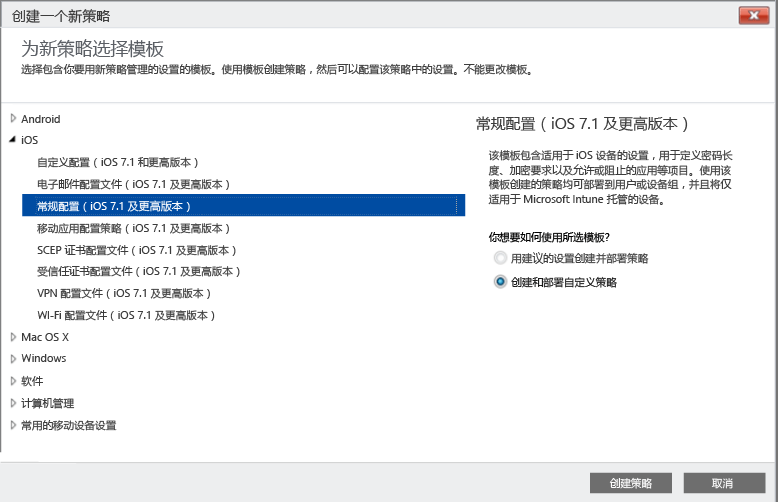 创建一个新策略
为新策略选择模板
选择包含你要用新策略管理的设置的模板。使用模板创建策略，然后可以配置该策略中的设置。不能更改模板。
Android
iOS
自定义配置（iOS 7.1 和更高版本）
电子邮件配置文件（iOS 7.1 及更高版本）
常规配置（iOS 7.1 及更高版本）
移动应用配置策略（iOS 7.1 及更高版本）
SCEP 证书配置文件（iOS 7.1 及更高版本）
受信任证书配置文件（iOS 7.1 及更高版本）
VPN 配置文件（iOS 7.1 及更高版本）
WI-Fi 配置文件（iOS 7.1 及更高版本）
Mac OS X
Windows
软件
计算机管理
常用的移动设备设置
常规配置（iOS 7.1 及更高版本）
该模板包含适用于 iOS 设备的设置，用于定义密码长
度、加密要求以及允许或阻止的应用等项目。使用该
模板创建的策略均可部署到用户或设备组，并且将仅
适用于 Microsoft Intune 托管的设备。
你想要如何使用所选模板?
用建议的设置创建并部署策略
创建和部署自定义策略
创建策略
取消